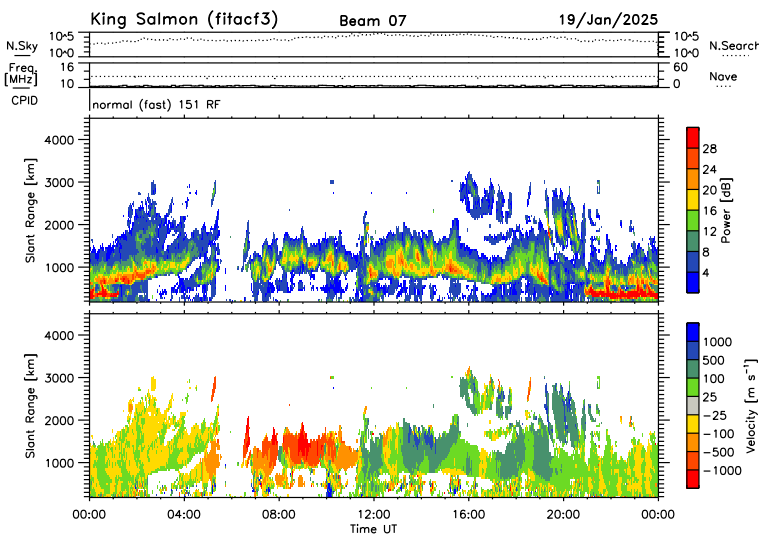 King Salmon (fitacf3) Beam 07 19/Jan/2025
N.Sky 10^5 10^0 10^5 10^0 N.Search
Freq [MHz] 16 10 60 0 Nave
CPID normal (fast) 151 RF
Slant Range [km] 4000 3000 2000 1000
28 24 20 16 12 8 4 Power [dB]
Slant Range [km] 4000 3000 2000 1000
1000 500 100 25 -25 -100 -500 -1000 Velocity [m s⁻¹]
00:00 04:00 08:00 12:00 16:00 20:00 00:00
Time UT